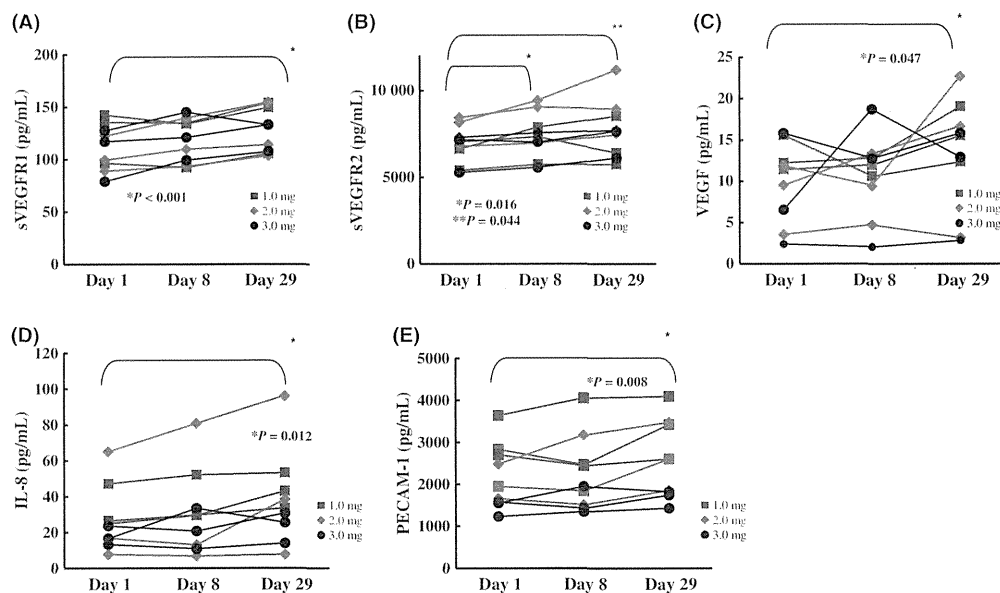 (A)
*
200
150
100
50
0
sVEGFR1 (pg/mL)
*P < 0.001
1.0 mg
2.0 mg
3.0 mg
Day 1 Day 8 Day 29
(B)
**
*
10 000
5000
0
sVEGFR2 (pg/mL)
*P = 0.016
**P = 0.044
1.0 mg
2.0 mg
3.0 mg
Day 1 Day 8 Day 29
(C)
*
*P = 0.047
25
20
15
10
5
0
VEGF (pg/mL)
1.0 mg
2.0 mg
3.0 mg
Day 1 Day 8 Day 29
(D)
*
120
100
80
60
40
20
0
IL-8 (pg/mL)
*P = 0.012
1.0 mg
2.0 mg
3.0 mg
Day 1 Day 8 Day 29
(E)
*
5000
4000
3000
2000
1000
0
PECAM-1 (pg/mL)
*P = 0.008
1.0 mg
2.0 mg
3.0 mg
Day 1 Day 8 Day 29